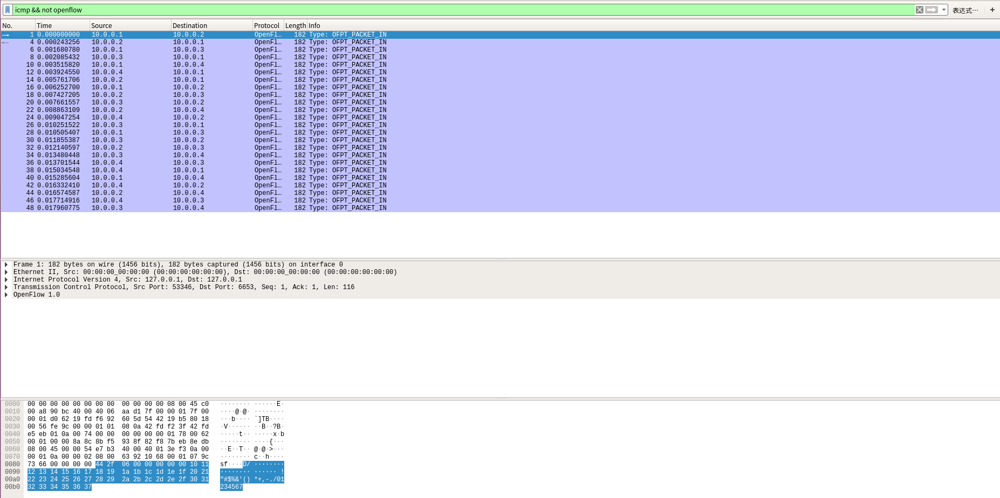 icmp && not openflow 表达式…  +
No. Time Source Destination Protocol Length Info
1 0.000000000 10.0.0.1 10.0.0.2 OpenFl… 182 Type: OFPT_PACKET_IN
4 0.000243256 10.0.0.2 10.0.0.1 OpenFl… 182 Type: OFPT_PACKET_IN
6 0.001680780 10.0.0.1 10.0.0.3 OpenFl… 182 Type: OFPT_PACKET_IN
8 0.002085432 10.0.0.3 10.0.0.1 OpenFl… 182 Type: OFPT_PACKET_IN
10 0.003515820 10.0.0.1 10.0.0.4 OpenFl… 182 Type: OFPT_PACKET_IN
12 0.003924550 10.0.0.4 10.0.0.1 OpenFl… 182 Type: OFPT_PACKET_IN
14 0.005761706 10.0.0.2 10.0.0.1 OpenFl… 182 Type: OFPT_PACKET_IN
16 0.006252700 10.0.0.1 10.0.0.2 OpenFl… 182 Type: OFPT_PACKET_IN
18 0.007427205 10.0.0.2 10.0.0.3 OpenFl… 182 Type: OFPT_PACKET_IN
20 0.007661557 10.0.0.3 10.0.0.2 OpenFl… 182 Type: OFPT_PACKET_IN
22 0.008863109 10.0.0.2 10.0.0.4 OpenFl… 182 Type: OFPT_PACKET_IN
24 0.009047254 10.0.0.4 10.0.0.2 OpenFl… 182 Type: OFPT_PACKET_IN
26 0.010251522 10.0.0.3 10.0.0.1 OpenFl… 182 Type: OFPT_PACKET_IN
28 0.010505407 10.0.0.1 10.0.0.3 OpenFl… 182 Type: OFPT_PACKET_IN
30 0.011855387 10.0.0.3 10.0.0.2 OpenFl… 182 Type: OFPT_PACKET_IN
32 0.012140597 10.0.0.2 10.0.0.3 OpenFl… 182 Type: OFPT_PACKET_IN
34 0.013480448 10.0.0.3 10.0.0.4 OpenFl… 182 Type: OFPT_PACKET_IN
36 0.013701544 10.0.0.4 10.0.0.3 OpenFl… 182 Type: OFPT_PACKET_IN
38 0.015034548 10.0.0.4 10.0.0.1 OpenFl… 182 Type: OFPT_PACKET_IN
40 0.015285604 10.0.0.1 10.0.0.4 OpenFl… 182 Type: OFPT_PACKET_IN
42 0.016332410 10.0.0.4 10.0.0.2 OpenFl… 182 Type: OFPT_PACKET_IN
44 0.016574587 10.0.0.2 10.0.0.4 OpenFl… 182 Type: OFPT_PACKET_IN
46 0.017714916 10.0.0.4 10.0.0.3 OpenFl… 182 Type: OFPT_PACKET_IN
48 0.017960775 10.0.0.3 10.0.0.4 OpenFl… 182 Type: OFPT_PACKET_IN
Frame 1: 182 bytes on wire (1456 bits), 182 bytes captured (1456 bits) on interface 0
Ethernet II, Src: 00:00:00_00:00:00 (00:00:00:00:00:00), Dst: 00:00:00_00:00:00 (00:00:00:00:00:00)
Internet Protocol Version 4, Src: 127.0.0.1, Dst: 127.0.0.1
Transmission Control Protocol, Src Port: 53346, Dst Port: 6653, Seq: 1, Ack: 1, Len: 116
OpenFlow 1.0
0000 00 00 00 00 00 00 00 00 00 00 00 00 08 00 45 c0 ········ ······E·
0010 00 a8 90 bc 40 00 40 06 aa d1 7f 00 00 01 7f 00 ····@·@· ········
0020 00 01 d0 62 19 fd f6 92 60 5d 54 42 19 b5 80 18 ···b···· `]TB····
0030 00 56 fe 9c 00 00 01 01 08 0a 42 fd f2 3f 42 fd ·V······ ··B··?B·
0040 e5 eb 01 0a 00 74 00 00 00 00 00 00 01 78 00 62 ·····t·· ·····x·b
0050 00 01 00 00 8a 8c 8b f5 93 8f 82 f8 7b eb 8e db ········ ····{···
0060 08 00 45 00 00 54 e7 b3 40 00 40 01 3e f3 0a 00 ··E··T·· @·@·>···
0070 00 01 0a 00 00 02 08 00 63 92 10 68 00 01 07 9c ········ c··h····
0080 73 66 00 00 00 00 44 2f 06 00 00 00 00 00 10 11 sf····D/ ········
0090 12 13 14 15 16 17 18 19 1a 1b 1c 1d 1e 1f 20 21 ········ ······ !
00a0 22 23 24 25 26 27 28 29 2a 2b 2c 2d 2e 2f 30 31 "#$%&'() *+,-./01
00b0 32 33 34 35 36 37 234567